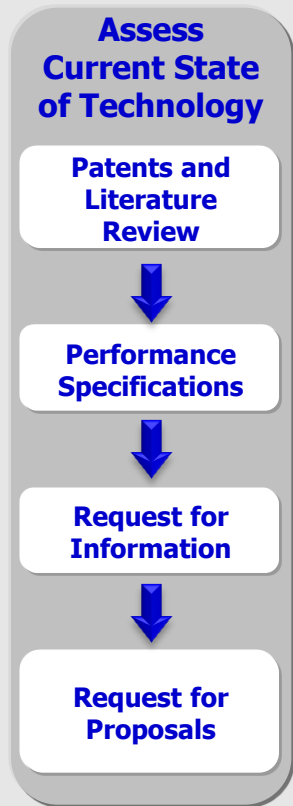 Assess
Current State
of Technology
Patents and
Literature
Review
Performance
Specifications
Request for
Information
Request for
Proposals